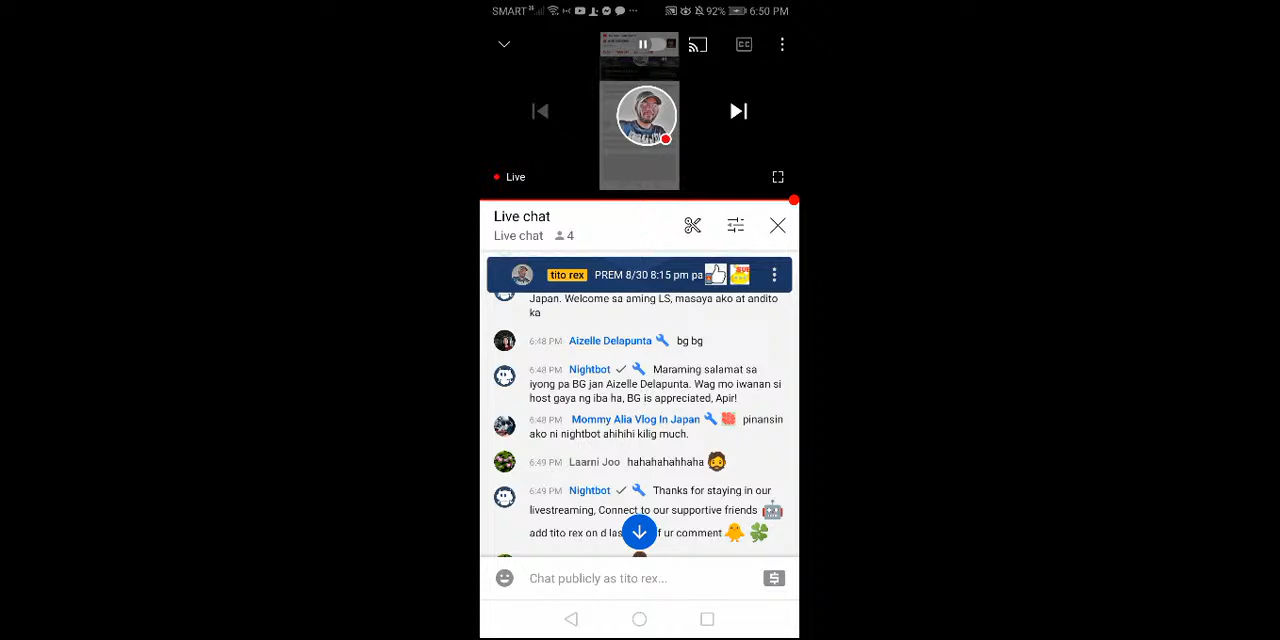 SMART 92% 6:50 PM
CC
Live
Live chat
Live chat 4
tito rex PREM 8/30 8:15 pm pa
Japan. Welcome sa aming LS, masaya ako at andito
ka
6:48 PM Aizelle Delapunta bg bg
6:48 PM Nightbot Maraming salamat sa
iyong pa BG jan Aizelle Delapunta. Wag mo iwanan si
host gaya ng iba ha, BG is appreciated, Apir!
6:48 PM Mommy Alia Vlog In Japan pinansin
ako ni nightbot ahihihi kilig much.
6:49 PM Laarni Joo hahahahahhaha
6:49 PM Nightbot Thanks for staying in our
livestreaming, Connect to our supportive friends
add tito rex on d las f ur comment
Chat publicly as tito rex...